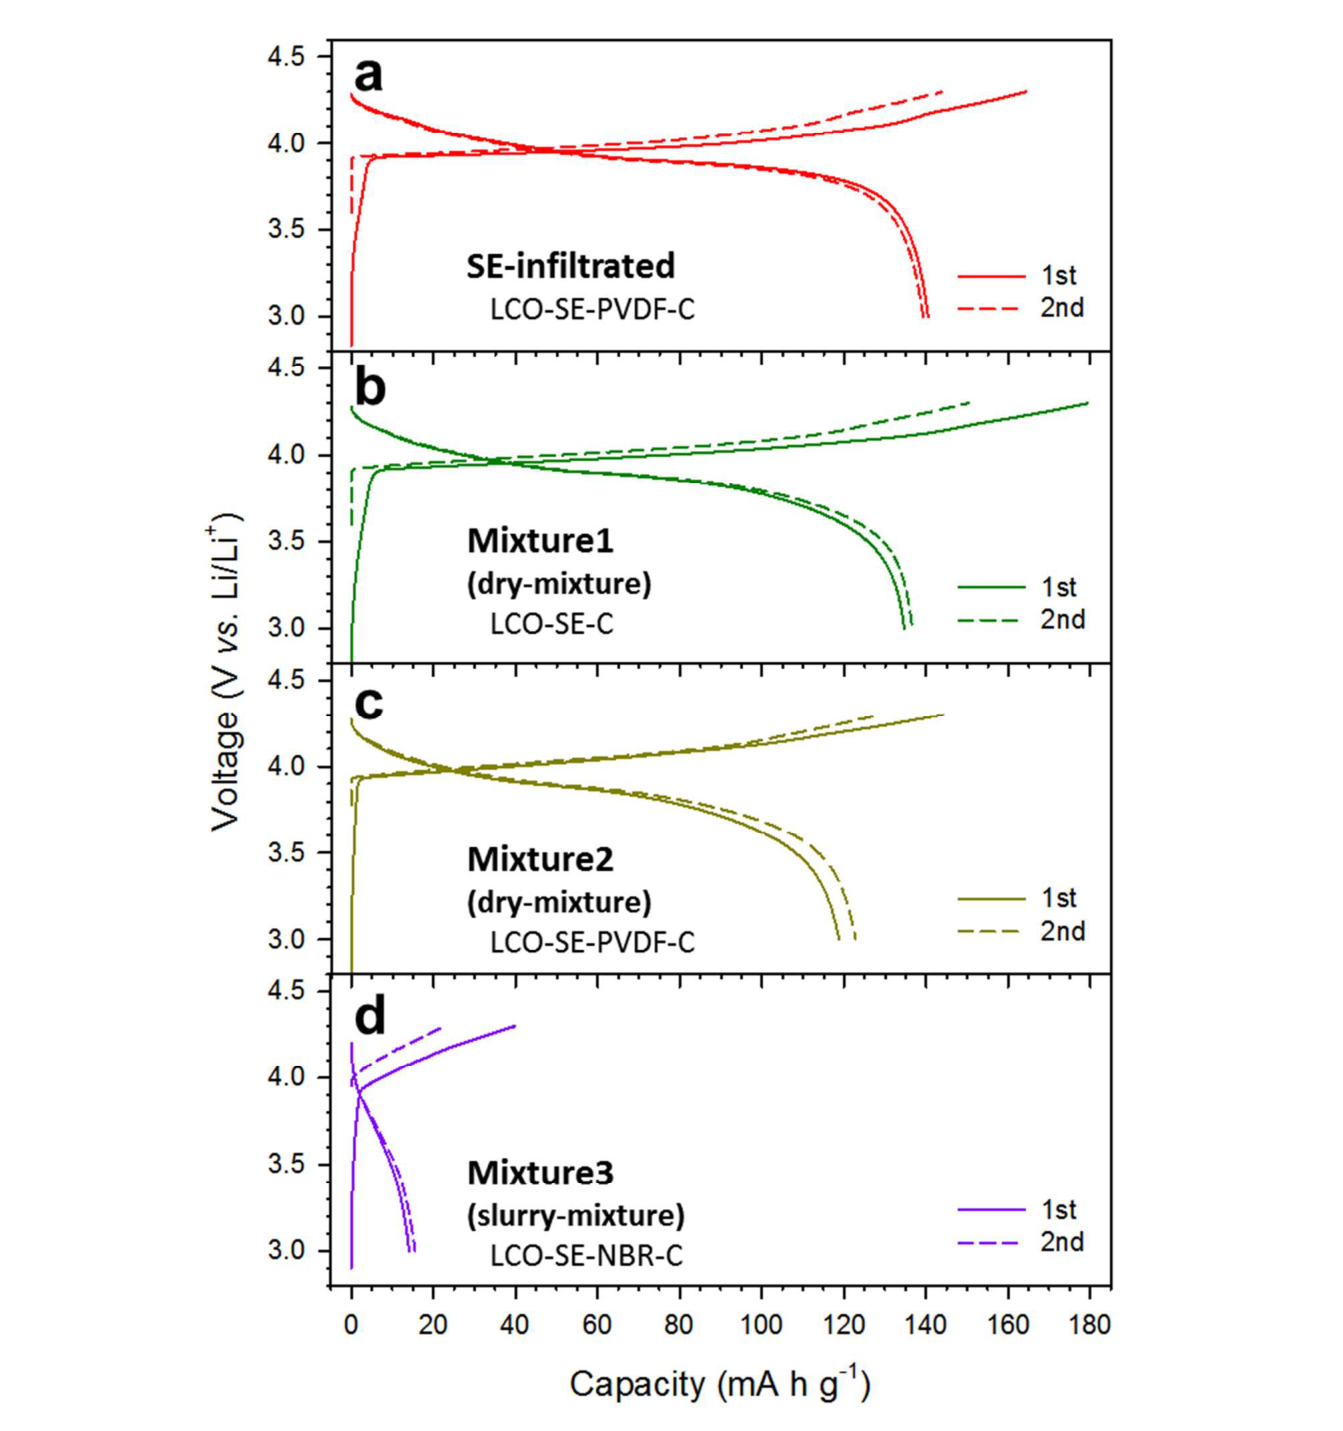 a
4.5
4.0
3.5
3.0
SE-infiltrated
LCO-SE-PVDF-C
1st
2nd
b
4.5
4.0
3.5
3.0
Mixture1
(dry-mixture)
LCO-SE-C
1st
2nd
c
4.5
4.0
3.5
3.0
Mixture2
(dry-mixture)
LCO-SE-PVDF-C
1st
2nd
d
4.5
4.0
3.5
3.0
Mixture3
(slurry-mixture)
LCO-SE-NBR-C
1st
2nd
Voltage (V vs. Li/Li⁺)
0 20 40 60 80 100 120 140 160 180
Capacity (mA h g⁻¹)